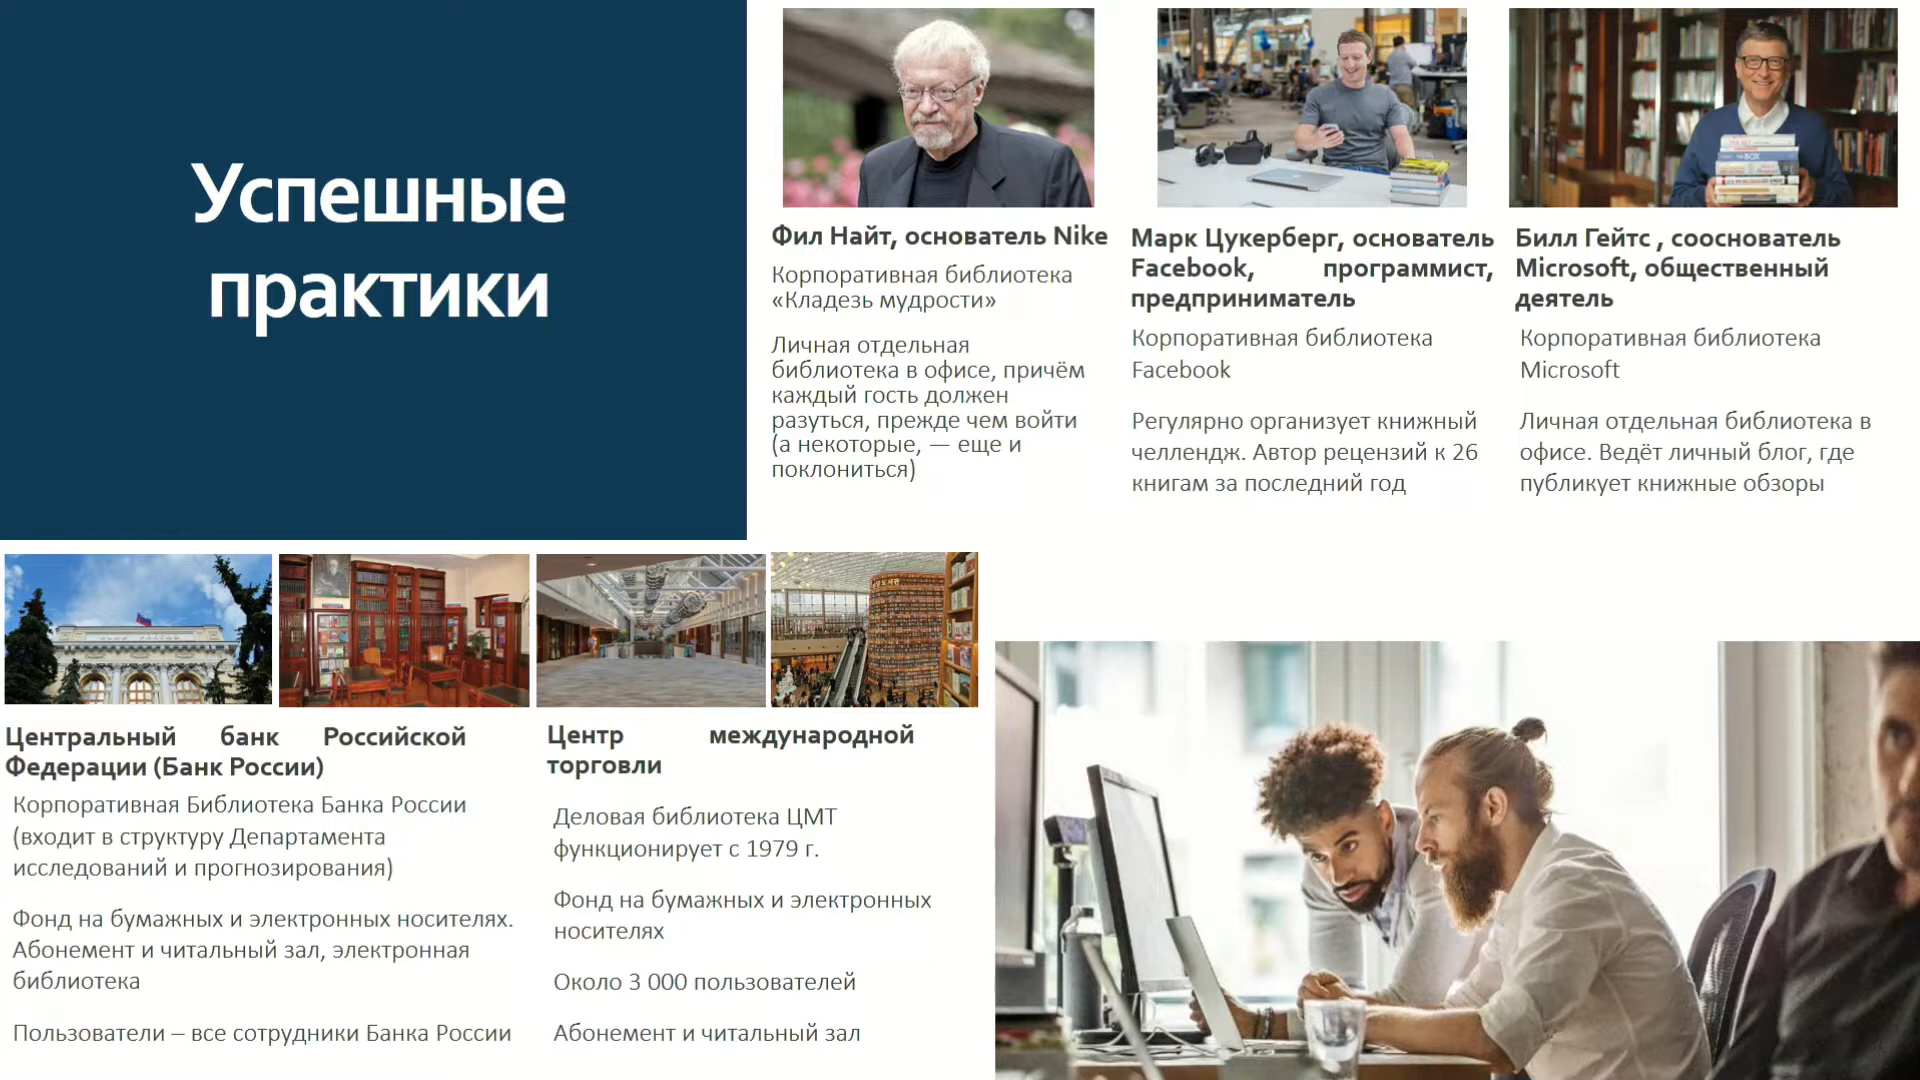 Успешные
практики
Фил Найт, основатель Nike
Корпоративная библиотека
«Кладезь мудрости»
Личная отдельная
библиотека в офисе, причём
каждый гость должен
разуться, прежде чем войти
(а некоторые, — еще и
поклониться)
Марк Цукерберг, основатель
Facebook, программист,
предприниматель
Корпоративная библиотека
Facebook
Регулярно организует книжный
челлендж. Автор рецензий к 26
книгам за последний год
Билл Гейтс , сооснователь
Microsoft, общественный
деятель
Корпоративная библиотека
Microsoft
Личная отдельная библиотека в
офисе. Ведёт личный блог, где
публикует книжные обзоры
Центральный банк Российской
Федерации (Банк России)
Корпоративная Библиотека Банка России
(входит в структуру Департамента
исследований и прогнозирования)
Фонд на бумажных и электронных носителях.
Абонемент и читальный зал, электронная
библиотека
Пользователи – все сотрудники Банка России
Центр международной
торговли
Деловая библиотека ЦМТ
функционирует с 1979 г.
Фонд на бумажных и электронных
носителях
Около 3 000 пользователей
Абонемент и читальный зал